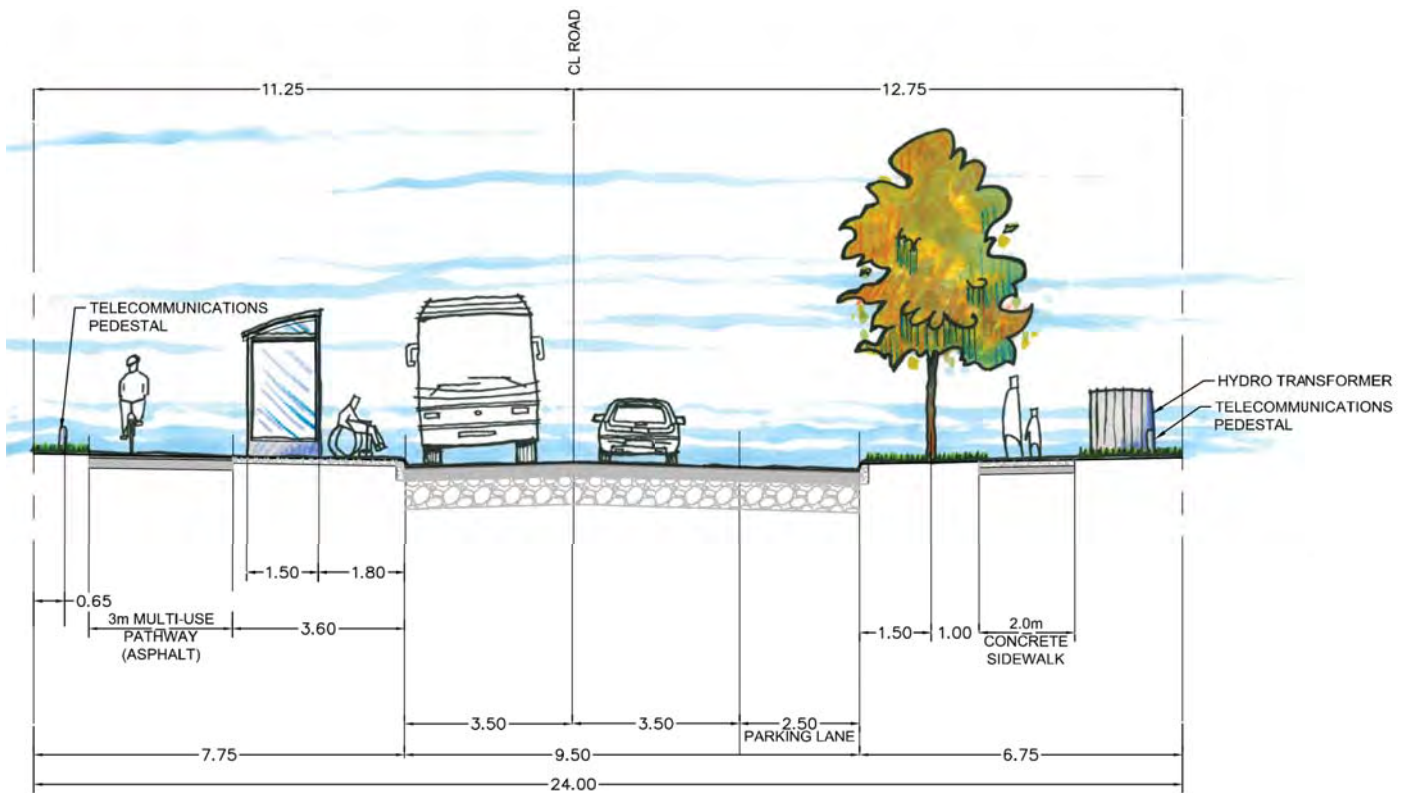 CL ROAD
11.25
12.75
TELECOMMUNICATIONS
PEDESTAL
HYDRO TRANSFORMER
TELECOMMUNICATIONS
PEDESTAL
1.50
1.80
0.65
3m MULTI-USE
PATHWAY
(ASPHALT)
3.60
1.50
1.00
2.0m
CONCRETE
SIDEWALK
3.50
3.50
2.50
PARKING LANE
7.75
9.50
6.75
24.00